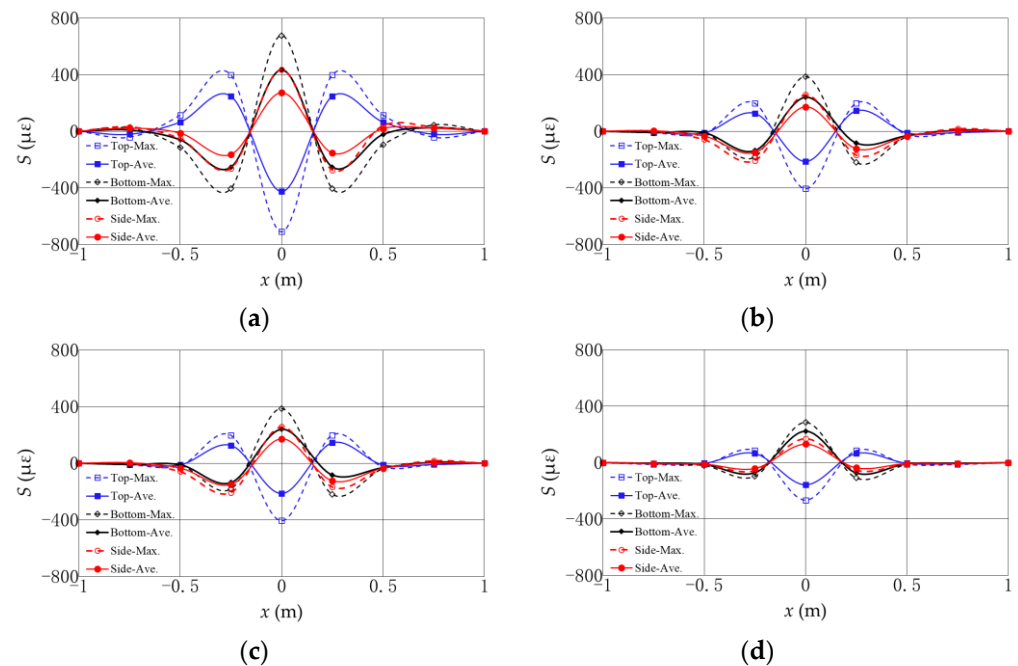 800
400
0
−400
−800
S (με)
Top-Max.
Top-Ave.
Bottom-Max.
Bottom-Ave.
Side-Max.
Side-Ave.
−1
−0.5
0
0.5
1
x (m)
(a)
800
400
0
−400
−800
S (με)
Top-Max.
Top-Ave.
Bottom-Max.
Bottom-Ave.
Side-Max.
Side-Ave.
−1
−0.5
0
0.5
1
x (m)
(b)
800
400
0
−400
−800
S (με)
Top-Max.
Top-Ave.
Bottom-Max.
Bottom-Ave.
Side-Max.
Side-Ave.
−1
−0.5
0
0.5
1
x (m)
(c)
800
400
0
−400
−800
S (με)
Top-Max.
Top-Ave.
Bottom-Max.
Bottom-Ave.
Side-Max.
Side-Ave.
−1
−0.5
0
0.5
1
x (m)
(d)